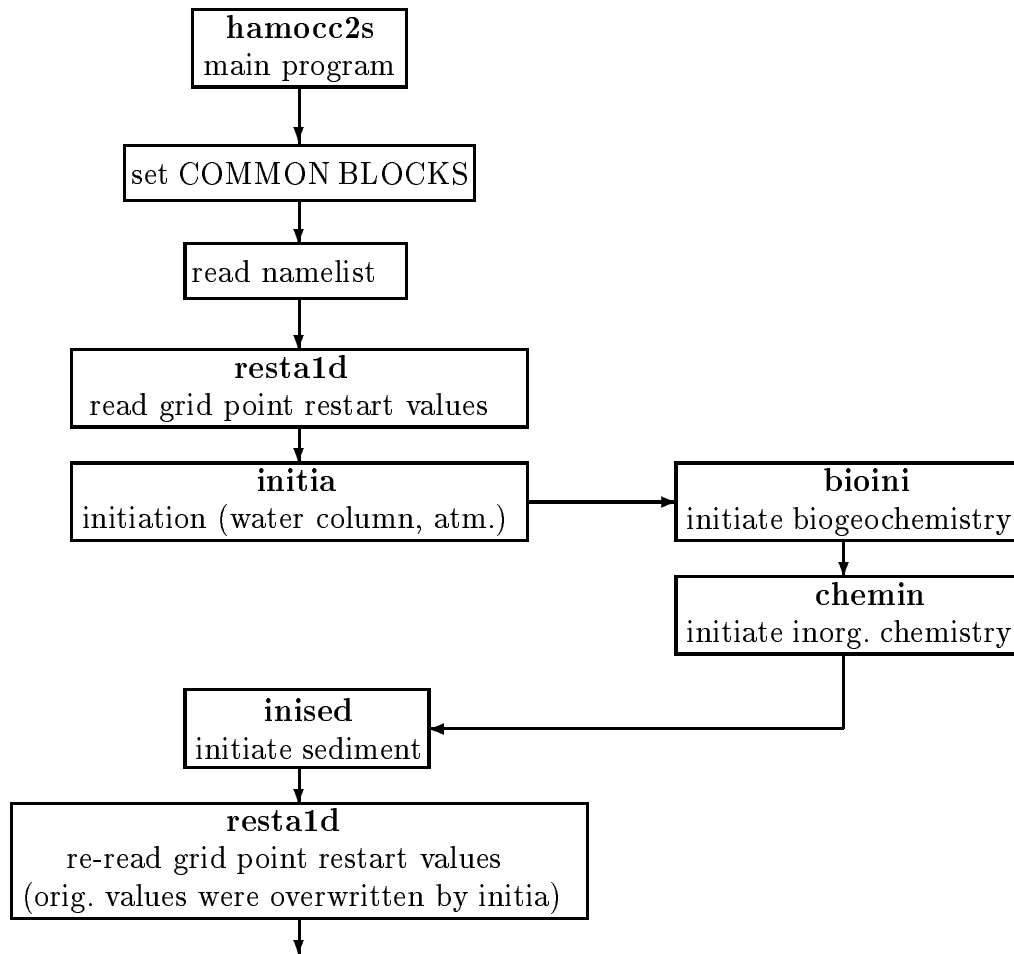 hamocc2s
main program
set COMMON BLOCKS
read namelist
resta1d
read grid point restart values
initia
initiation (water column, atm.)
bioini
initiate biogeochemistry
chemin
initiate inorg. chemistry
inised
initiate sediment
resta1d
re-read grid point restart values
(orig. values were overwritten by initia)